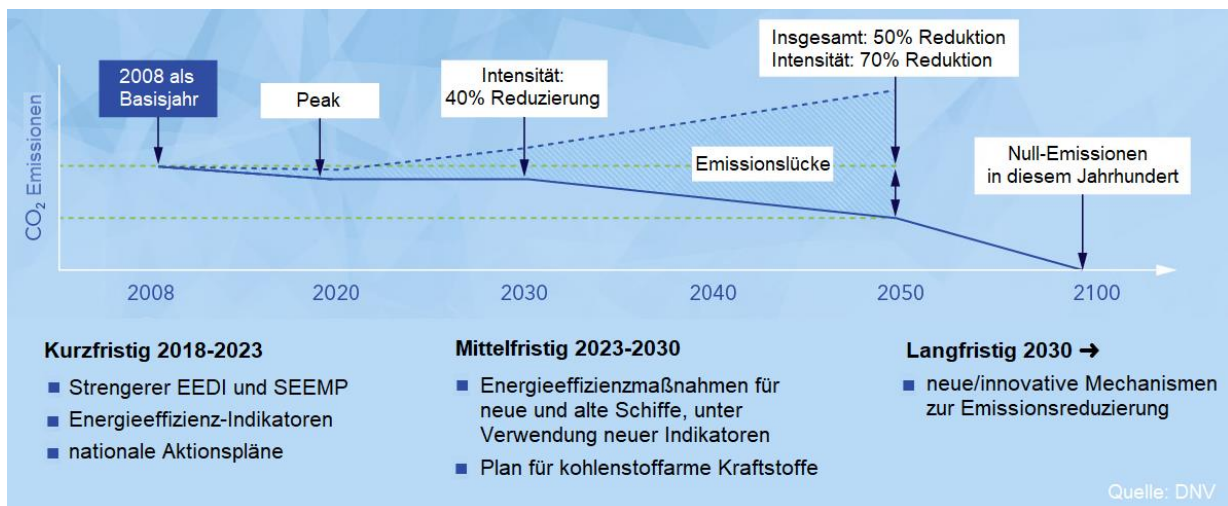 Insgesamt: 50% Reduktion
Intensität: 70% Reduktion
2008 als
Basisjahr
Peak
Intensität:
40% Reduzierung
Emissionslücke
Null-Emissionen
in diesem Jahrhundert
CO₂ Emissionen
2008
2020
2030
2040
2050
2100
Kurzfristig 2018-2023
■ Strengerer EEDI und SEEMP
■ Energieeffizienz-Indikatoren
■ nationale Aktionspläne
Mittelfristig 2023-2030
■ Energieeffizienzmaßnahmen für
neue und alte Schiffe, unter
Verwendung neuer Indikatoren
■ Plan für kohlenstoffarme Kraftstoffe
Langfristig 2030 ➔
■ neue/innovative Mechanismen
zur Emissionsreduzierung
Quelle: DNV